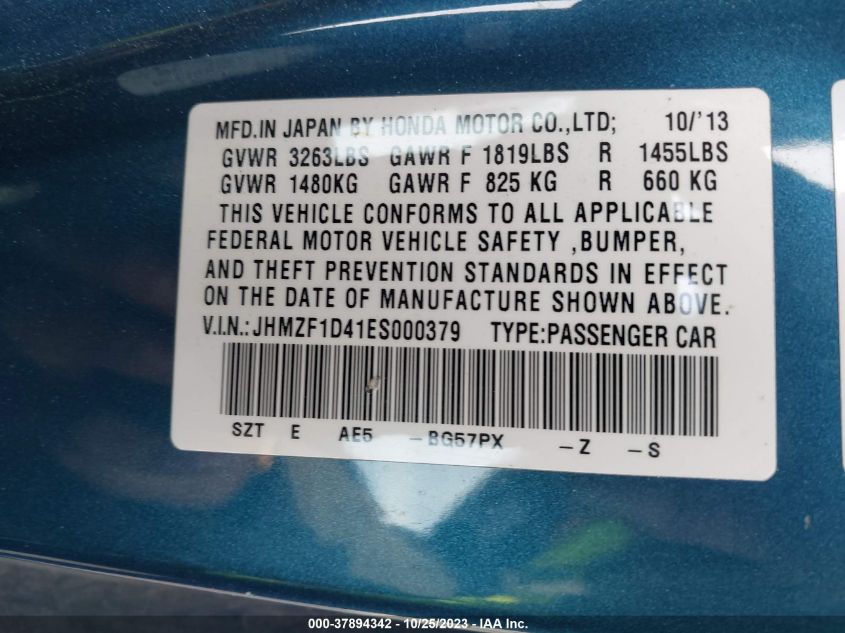 MFD.IN JAPAN BY HONDA MOTOR CO.,LTD; 10/'13
GVWR 3263LBS GAWR F 1819LBS R 1455LBS
GVWR 1480KG GAWR F 825 KG R 660 KG
THIS VEHICLE CONFORMS TO ALL APPLICABLE
FEDERAL MOTOR VEHICLE SAFETY ,BUMPER,
AND THEFT PREVENTION STANDARDS IN EFFECT
ON THE DATE OF MANUFACTURE SHOWN ABOVE.
V.I.N.: JHMZF1D41ES000379 TYPE:PASSENGER CAR
SZT E AE5 -BG57PX -Z -S
000-37894342 - 10/25/2023 - IAA Inc.